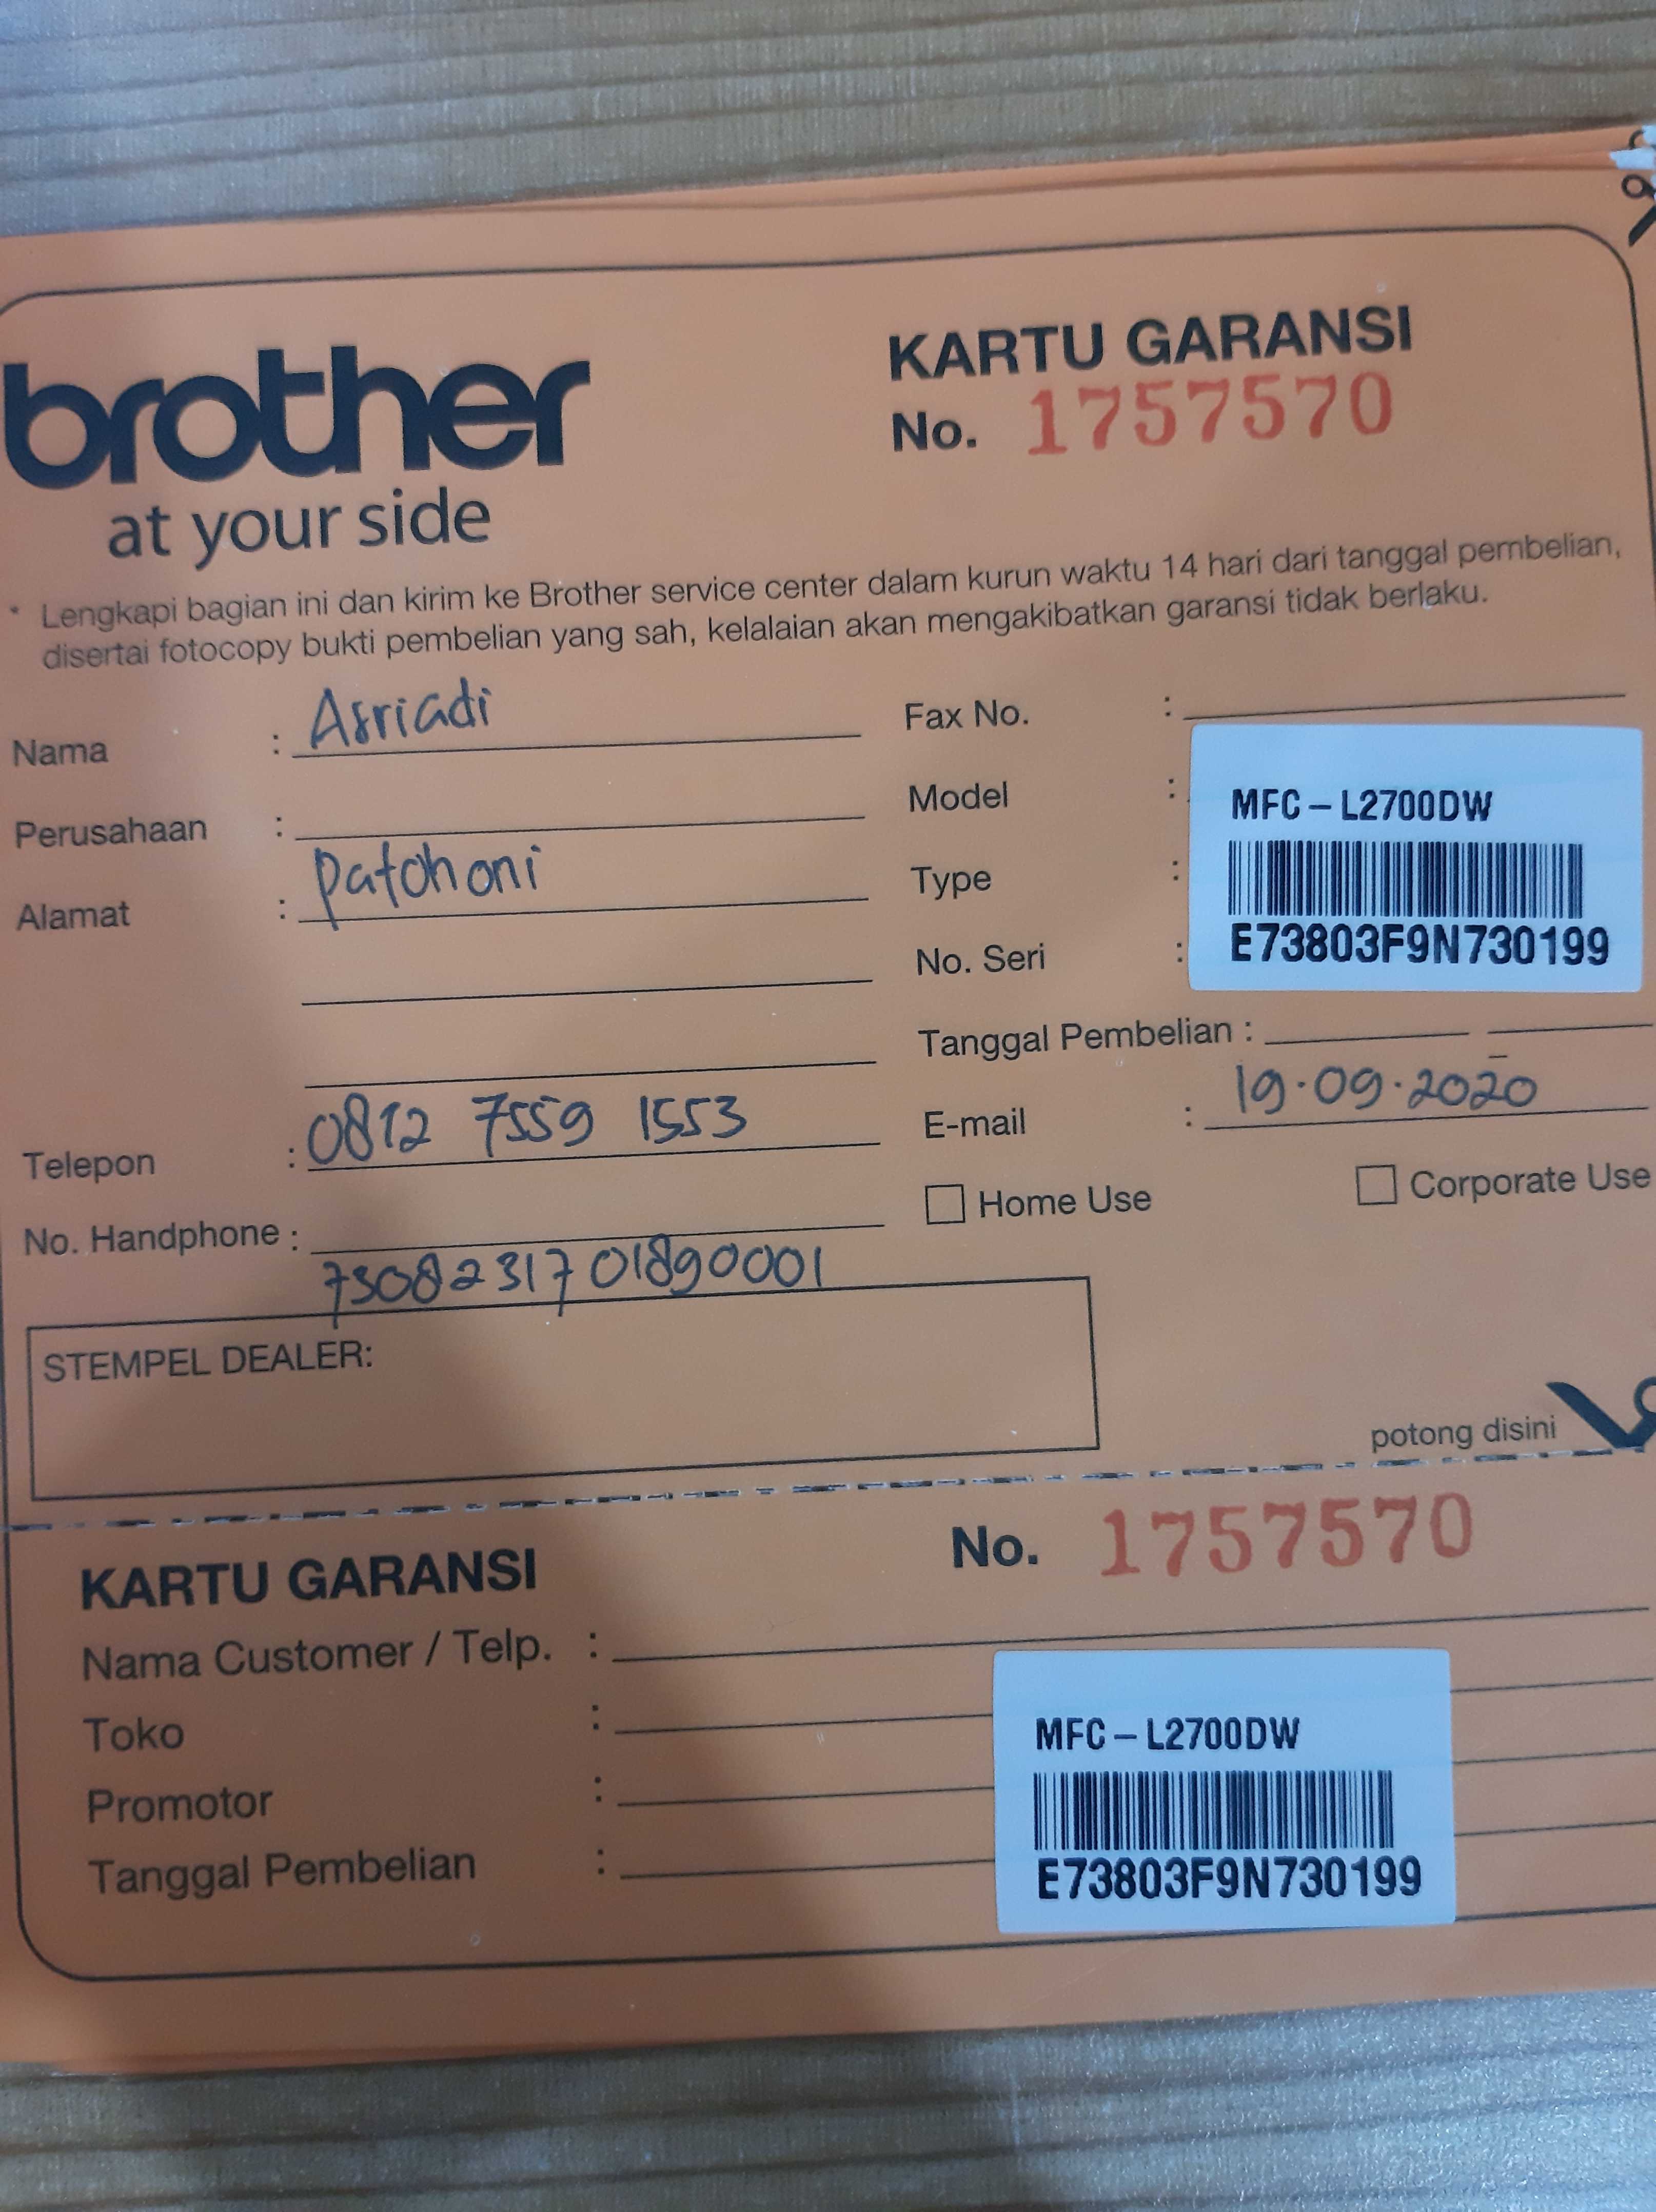 brother
at your side
KARTU GARANSI
No. 1757570
* Lengkapi bagian ini dan kirim ke Brother service center dalam kurun waktu 14 hari dari tanggal pembelian,
disertai fotocopy bukti pembelian yang sah, kelalaian akan mengakibatkan garansi tidak berlaku.
Nama : Asriadi
Perusahaan :
Alamat : Patohoni
Telepon : 0812 7559 1553
No. Handphone :
7308231701890001
Fax No. :
Model : MFC-L2700DW
Type :
No. Seri : E73803F9N730199
Tanggal Pembelian :
E-mail : 19.09.2020
Home Use
Corporate Use
STEMPEL DEALER:
potong disini
KARTU GARANSI
No. 1757570
Nama Customer / Telp. :
Toko :
Promotor :
Tanggal Pembelian :
MFC-L2700DW
E73803F9N730199